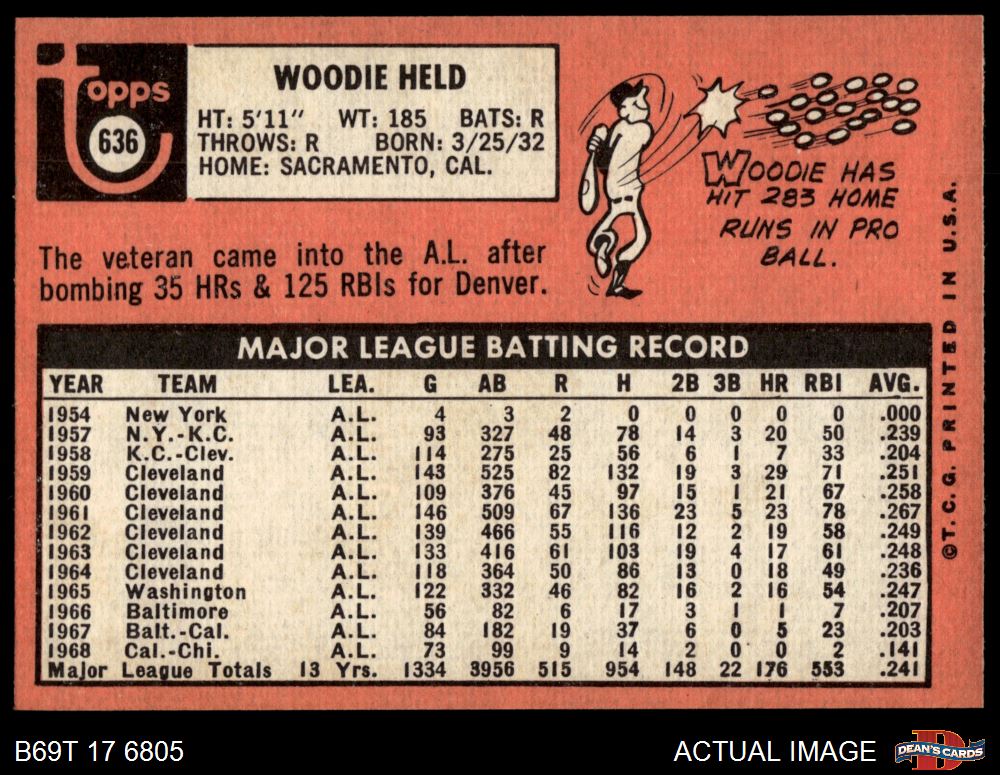 Topps
636
WOODIE HELD
HT: 5'11" WT: 185 BATS: R
THROWS: R BORN: 3/25/32
HOME: SACRAMENTO, CAL.
The veteran came into the A.L. after
bombing 35 HRs & 125 RBIs for Denver.
WOODIE HAS
HIT 283 HOME
RUNS IN PRO
BALL.
MAJOR LEAGUE BATTING RECORD
YEAR TEAM LEA. G AB R H 2B 3B HR RBI AVG.
1954 New York A.L. 4 3 2 0 0 0 0 0 .000
1957 N.Y.-K.C. A.L. 93 327 48 78 14 3 20 50 .239
1958 K.C.-Clev. A.L. 114 275 25 56 6 1 7 33 .204
1959 Cleveland A.L. 143 525 82 132 19 3 29 71 .251
1960 Cleveland A.L. 109 376 45 97 15 1 21 67 .258
1961 Cleveland A.L. 146 509 67 136 23 5 23 78 .267
1962 Cleveland A.L. 139 466 55 116 12 2 19 58 .249
1963 Cleveland A.L. 133 416 61 103 19 4 17 61 .248
1964 Cleveland A.L. 118 364 50 86 13 0 18 49 .236
1965 Washington A.L. 122 332 46 82 16 2 16 54 .247
1966 Baltimore A.L. 56 82 6 17 3 1 1 7 .207
1967 Balt.-Cal. A.L. 84 182 19 37 6 0 5 23 .203
1968 Cal.-Chi. A.L. 73 99 9 14 2 0 0 2 .141
Major League Totals 13 Yrs. 1334 3956 515 954 148 22 176 553 .241
©T.C.G. PRINTED IN U.S.A.
B69T 17 6805
ACTUAL IMAGE
DEAN'S CARDS